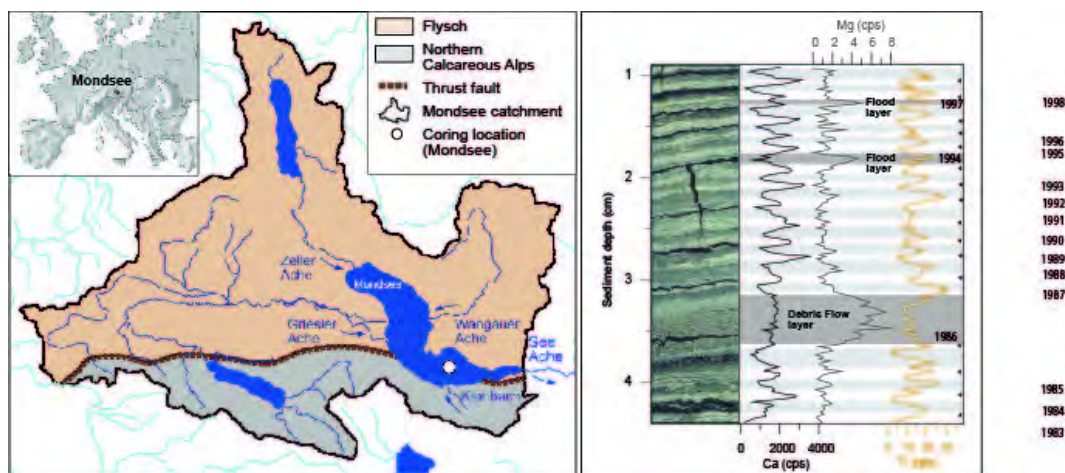 Mondsee
Flysch
Northern
Calcareous Alps
Thrust fault
Mondsee catchment
Coring location
(Mondsee)
Zeller
Ache
Mondsee
Griesler
Ache
Wangauer
Ache
See
Ache
Mg (cps)
0 2 4 6 8
Sediment depth (cm)
1
2
3
4
Flood
layer
1997
Flood
layer
1994
Debris Flow
layer
1986
0 2000 4000
Ca (cps)
1998
1996
1995
1993
1992
1991
1990
1989
1988
1987
1985
1984
1983